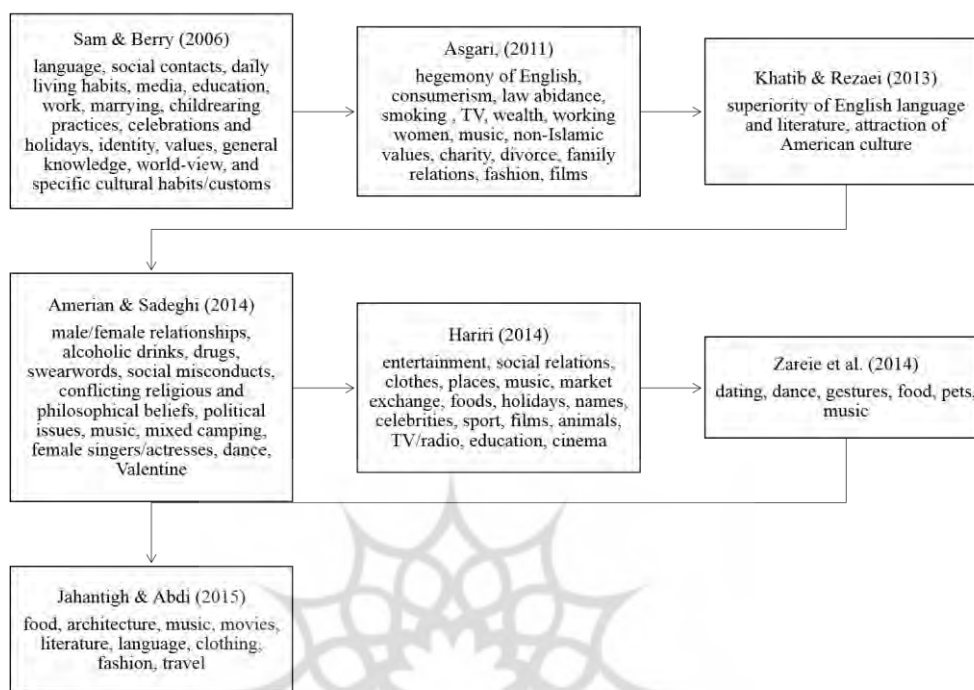 Sam & Berry (2006)
language, social contacts, daily
living habits, media, education,
work, marrying, childrearing
practices, celebrations and
holidays, identity, values, general
knowledge, world-view, and
specific cultural habits/customs
Asgari, (2011)
hegemony of English,
consumerism, law abidance,
smoking , TV, wealth, working
women, music, non-Islamic
values, charity, divorce, family
relations, fashion, films
Khatib & Rezaei (2013)
superiority of English language
and literature, attraction of
American culture
Amerian & Sadeghi (2014)
male/female relationships,
alcoholic drinks, drugs,
swearwords, social misconducts,
conflicting religious and
philosophical beliefs, political
issues, music, mixed camping,
female singers/actresses, dance,
Valentine
Hariri (2014)
entertainment, social relations,
clothes, places, music, market
exchange, foods, holidays, names,
celebrities, sport, films, animals,
TV/radio, education, cinema
Zareie et al. (2014)
dating, dance, gestures, food, pets,
music
Jahantigh & Abdi (2015)
food, architecture, music, movies,
literature, language, clothing,
fashion, travel